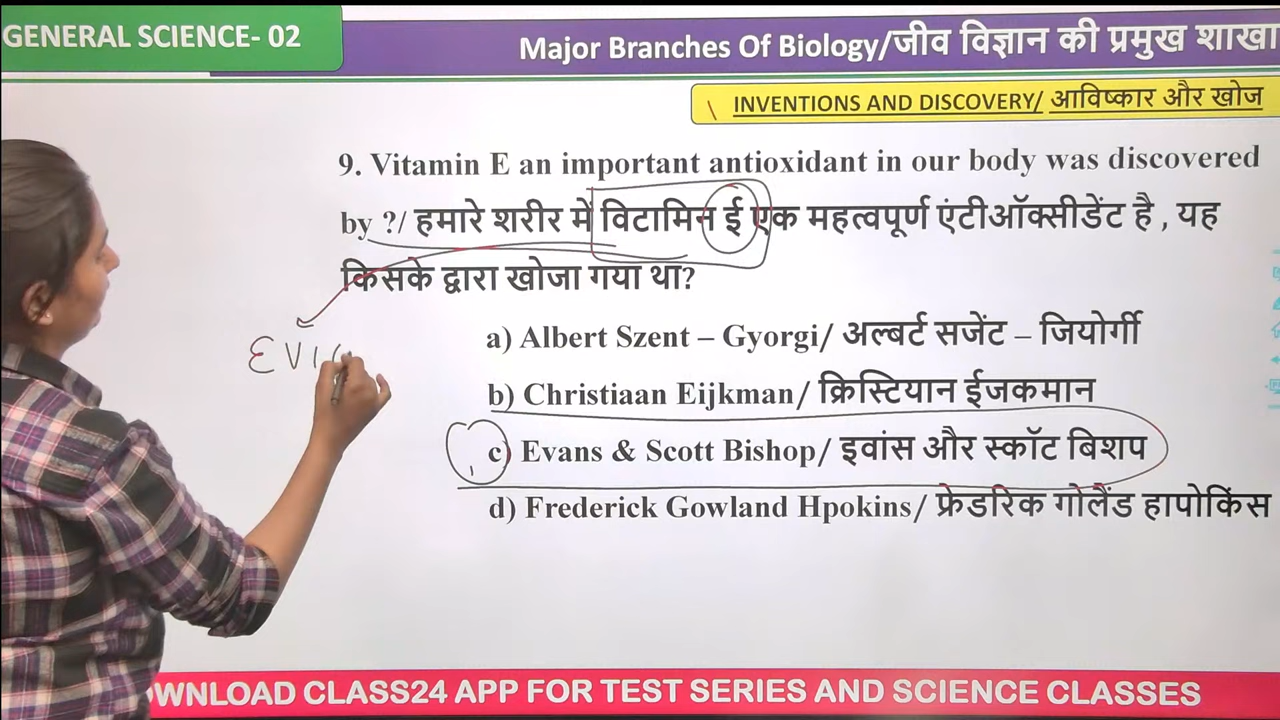 GENERAL SCIENCE- 02
Major Branches Of Biology/जीव विज्ञान की प्रमुख शाखा
INVENTIONS AND DISCOVERY/ आविष्कार और खोज
9. Vitamin E an important antioxidant in our body was discovered
by ?/ हमारे शरीर में विटामिन ई एक महत्वपूर्ण एंटीऑक्सीडेंट है , यह
किसके द्वारा खोजा गया था?
a) Albert Szent – Gyorgi/ अल्बर्ट सजेंट – जियोर्गी
b) Christiaan Eijkman/ क्रिस्टियान ईजकमान
c) Evans & Scott Bishop/ इवांस और स्कॉट बिशप
d) Frederick Gowland Hpokins/ फ्रेडरिक गोलैंड हापोकिंस
WNLOAD CLASS24 APP FOR TEST SERIES AND SCIENCE CLASSES